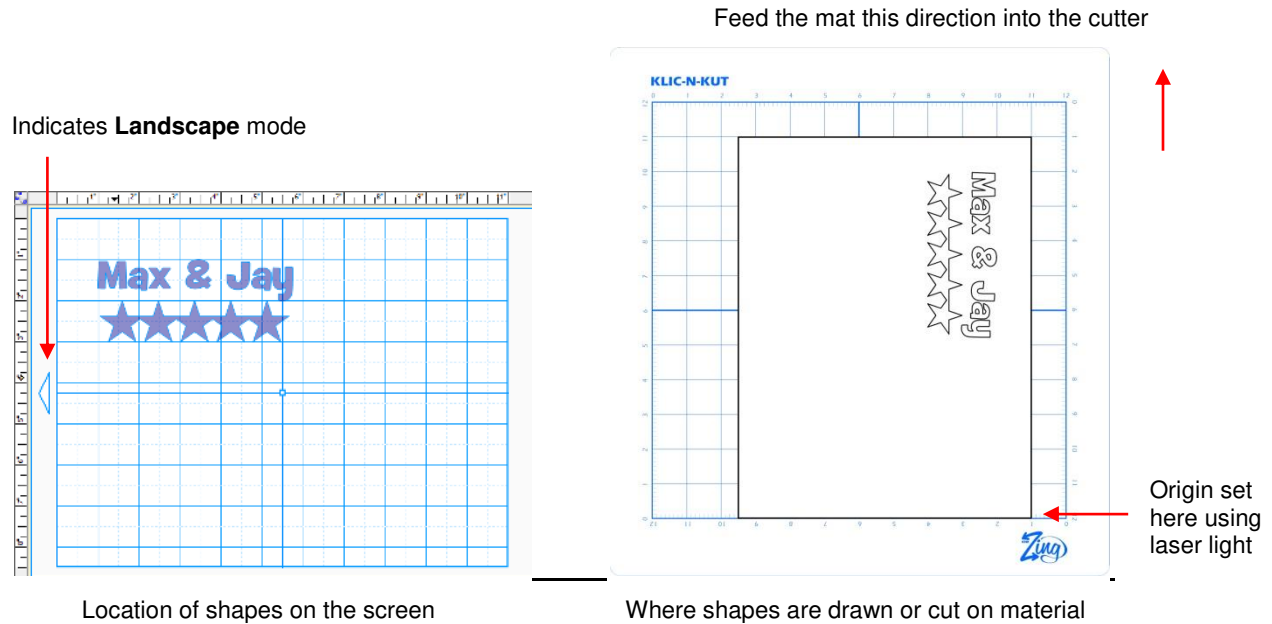 Feed the mat this direction into the cutter
KLIC-N-KUT
Indicates Landscape mode
Max & Jay
Max & Jay
Origin set
here using
laser light
Zing
Location of shapes on the screen
Where shapes are drawn or cut on material